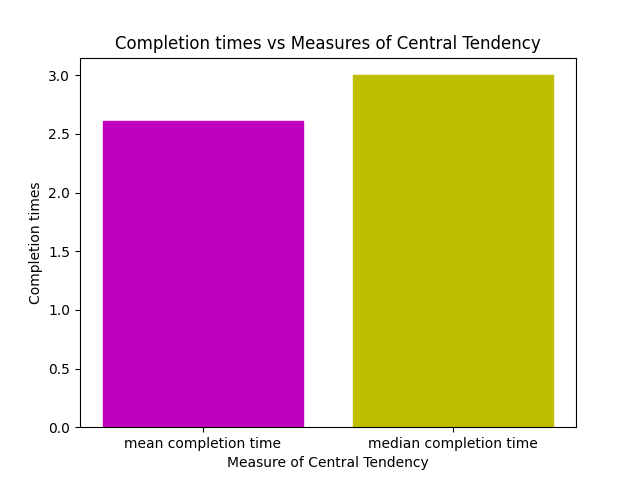 Completion times vs Measures of Central Tendency
3.0
2.5
2.0
1.5
1.0
0.5
0.0
Completion times
mean completion time
median completion time
Measure of Central Tendency